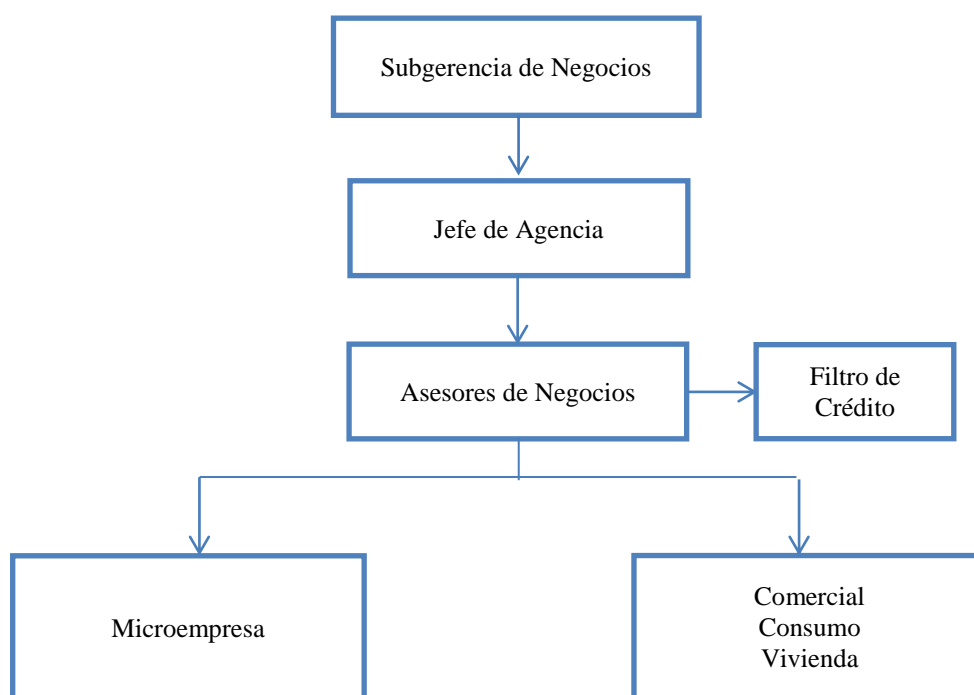 Subgerencia de Negocios
Jefe de Agencia
Asesores de Negocios
Filtro de
Crédito
Microempresa
Comercial
Consumo
Vivienda